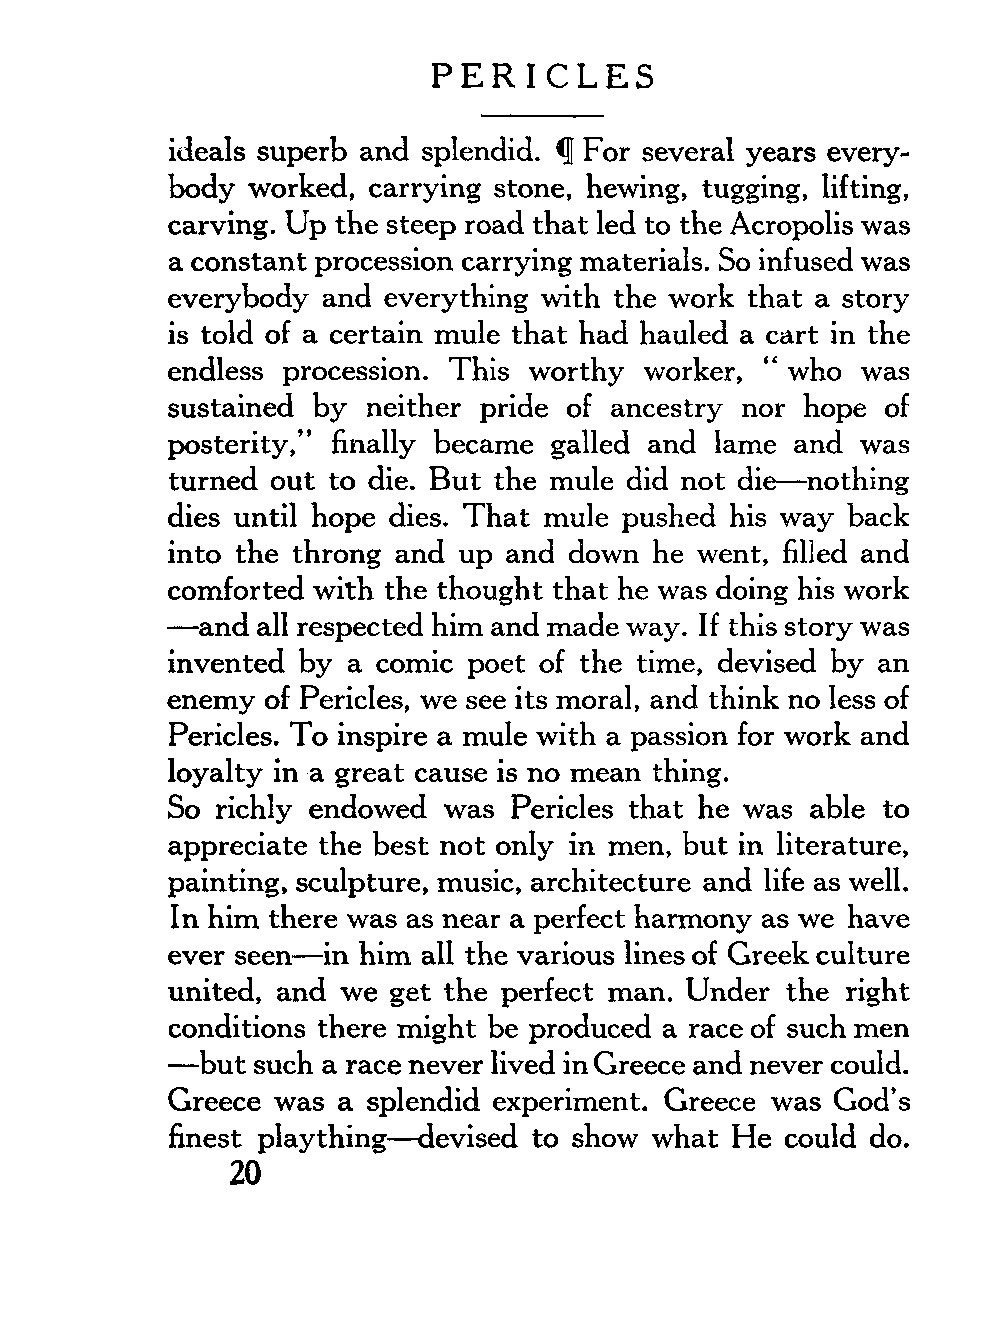 PERICLES
ideals superb and splendid. ¶ For several years every-
body worked, carrying stone, hewing, tugging, lifting,
carving. Up the steep road that led to the Acropolis was
a constant procession carrying materials. So infused was
everybody and everything with the work that a story
is told of a certain mule that had hauled a cart in the
endless procession. This worthy worker, “ who was
sustained by neither pride of ancestry nor hope of
posterity,” finally became galled and lame and was
turned out to die. But the mule did not die—nothing
dies until hope dies. That mule pushed his way back
into the throng and up and down he went, filled and
comforted with the thought that he was doing his work
—and all respected him and made way. If this story was
invented by a comic poet of the time, devised by an
enemy of Pericles, we see its moral, and think no less of
Pericles. To inspire a mule with a passion for work and
loyalty in a great cause is no mean thing.
So richly endowed was Pericles that he was able to
appreciate the best not only in men, but in literature,
painting, sculpture, music, architecture and life as well.
In him there was as near a perfect harmony as we have
ever seen—in him all the various lines of Greek culture
united, and we get the perfect man. Under the right
conditions there might be produced a race of such men
—but such a race never lived in Greece and never could.
Greece was a splendid experiment. Greece was God’s
finest plaything—devised to show what He could do.
20